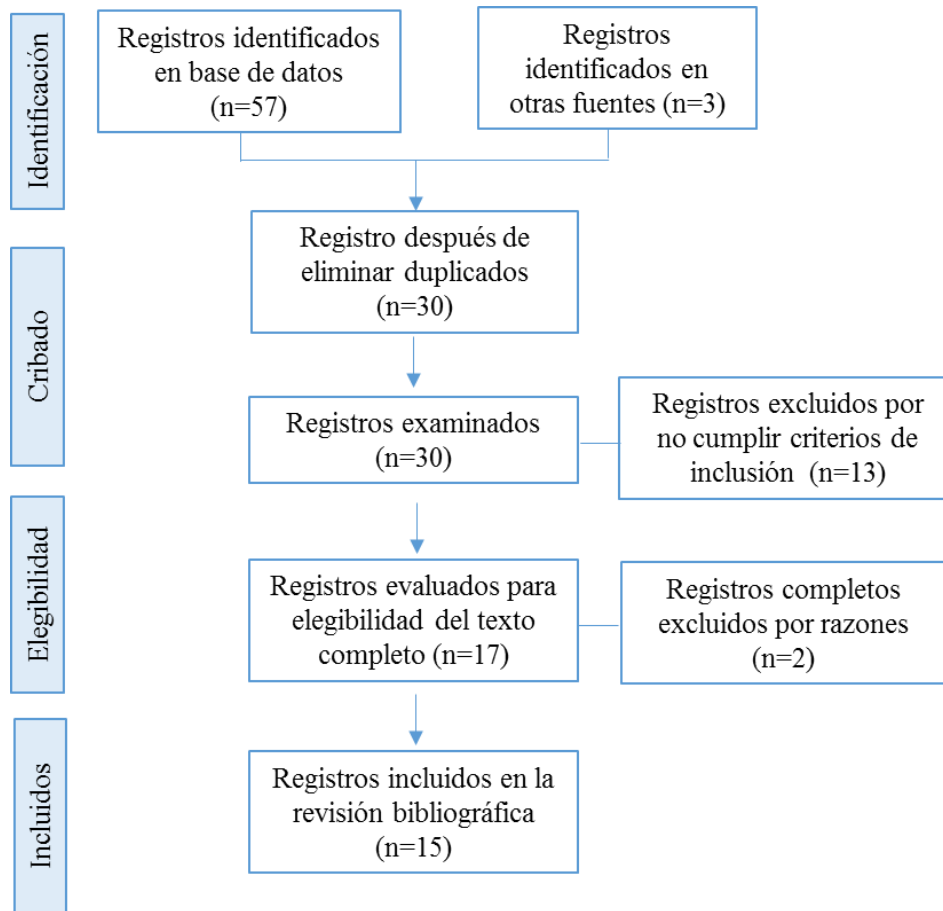 Identificación
Registros identificados
en base de datos
(n=57)
Registros
identificados en
otras fuentes (n=3)
Cribado
Registro después de
eliminar duplicados
(n=30)
Registros examinados
(n=30)
Registros excluidos por
no cumplir criterios de
inclusión (n=13)
Elegibilidad
Registros evaluados para
elegibilidad del texto
completo (n=17)
Registros completos
excluidos por razones
(n=2)
Incluidos
Registros incluidos en la
revisión bibliográfica
(n=15)